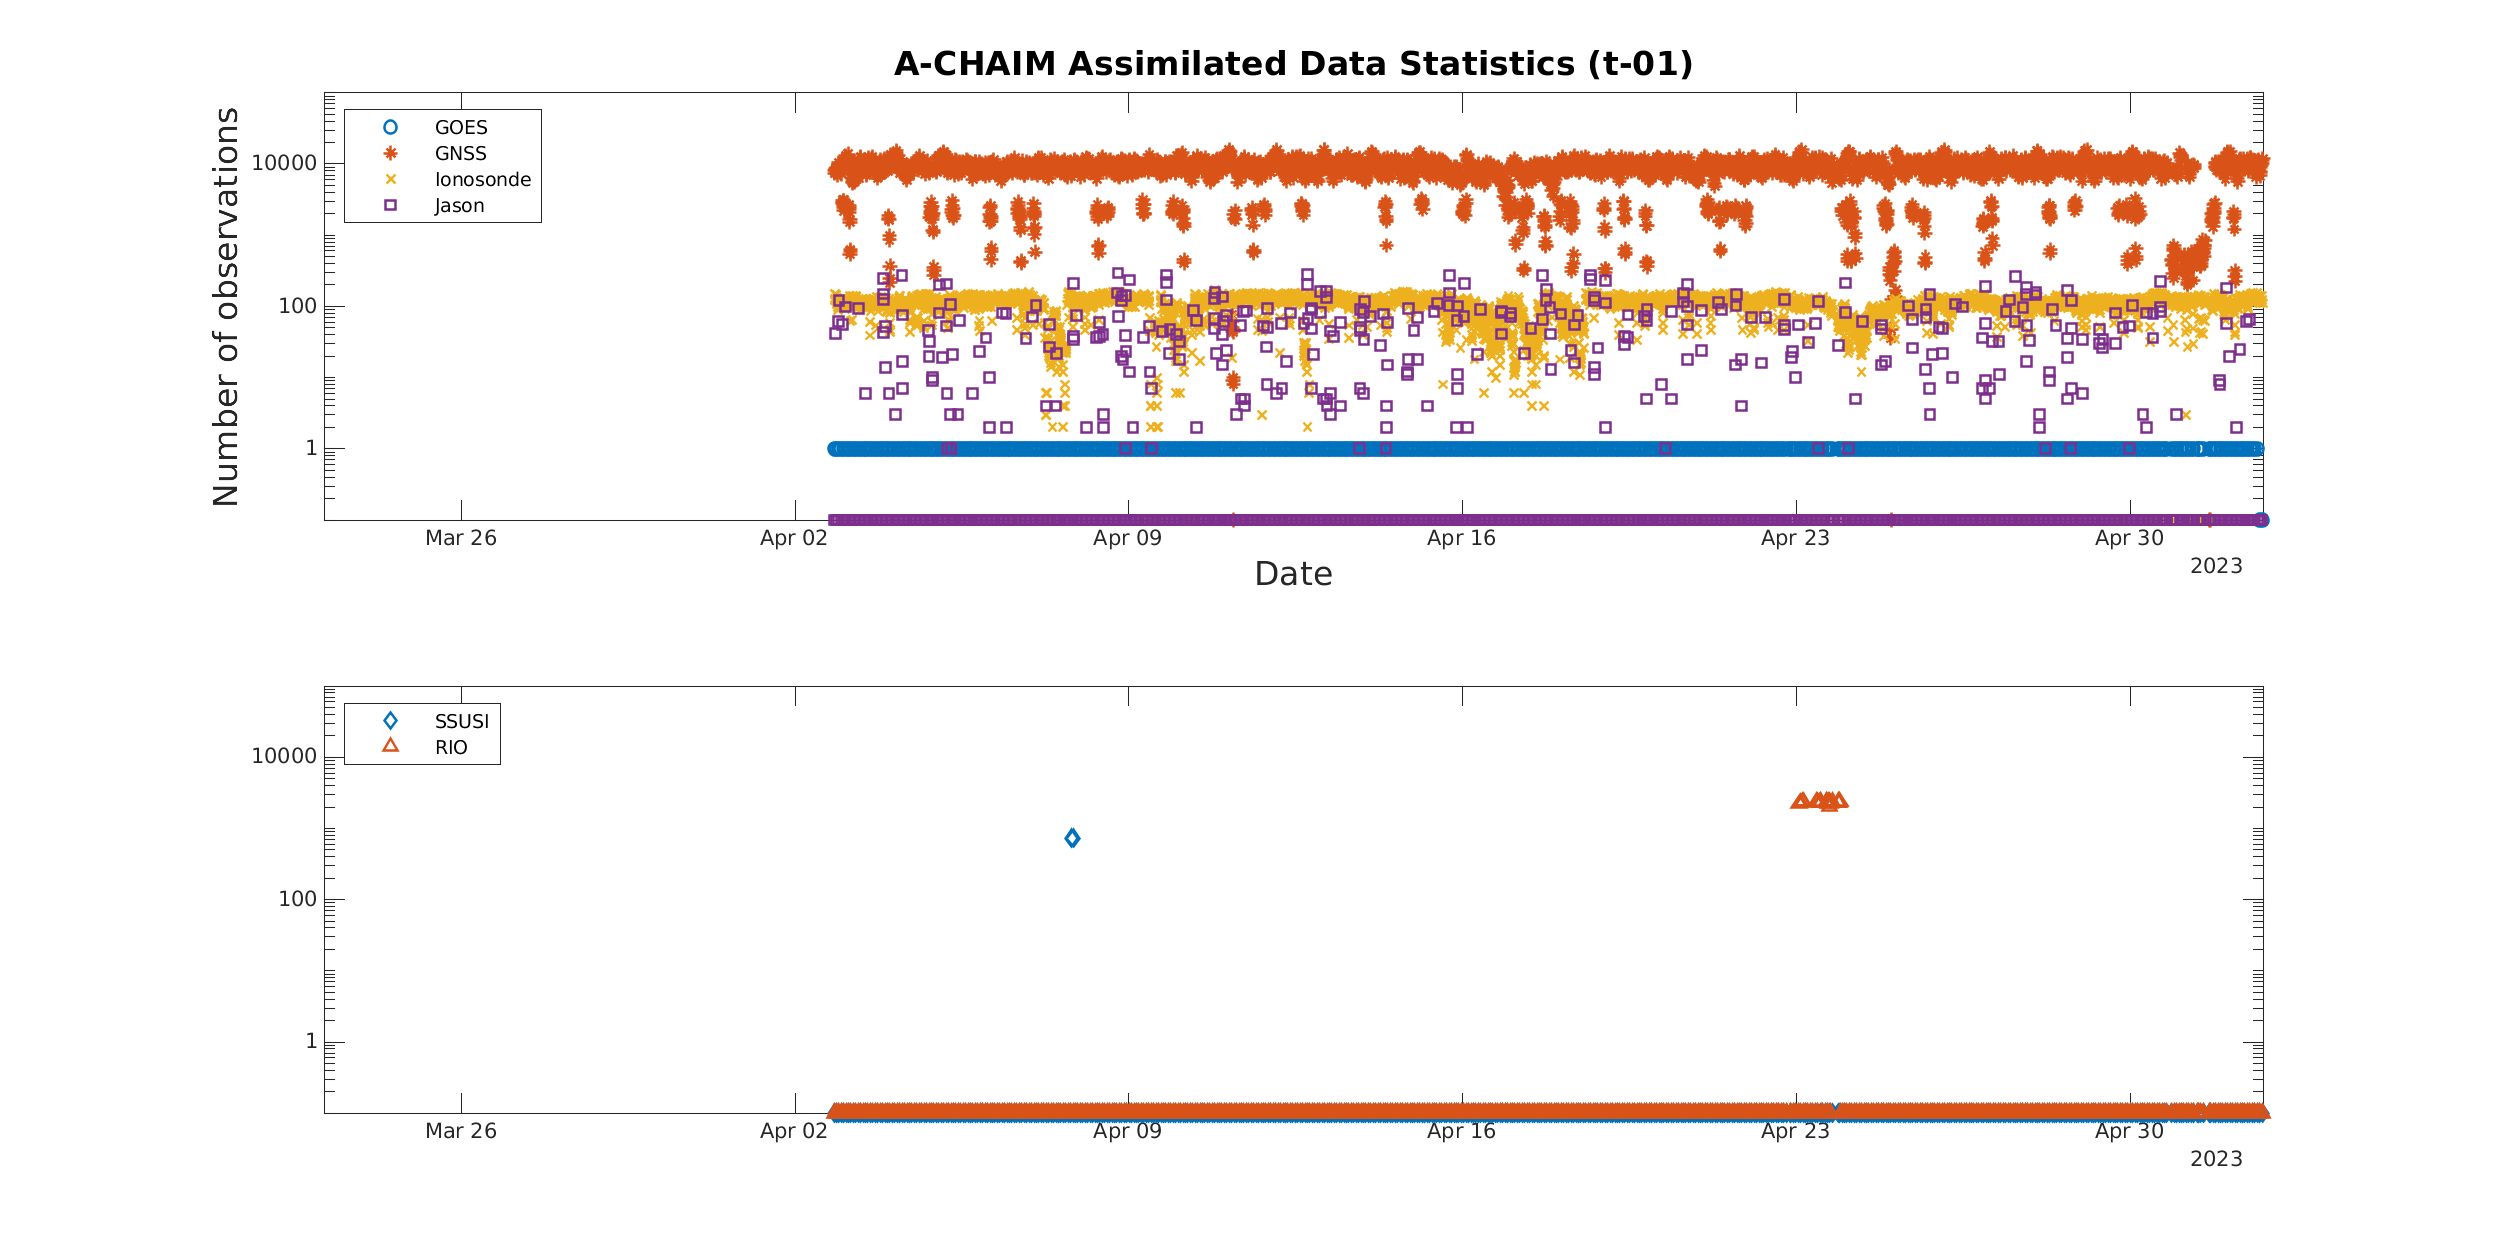 A-CHAIM Assimilated Data Statistics (t-01)
Number of observations
GOES
GNSS
Ionosonde
Jason
10000
100
1
Mar 26 Apr 02 Apr 09 Apr 16 Apr 23 Apr 30
2023
Date
SSUSI
RIO
10000
100
1
Mar 26 Apr 02 Apr 09 Apr 16 Apr 23 Apr 30
2023